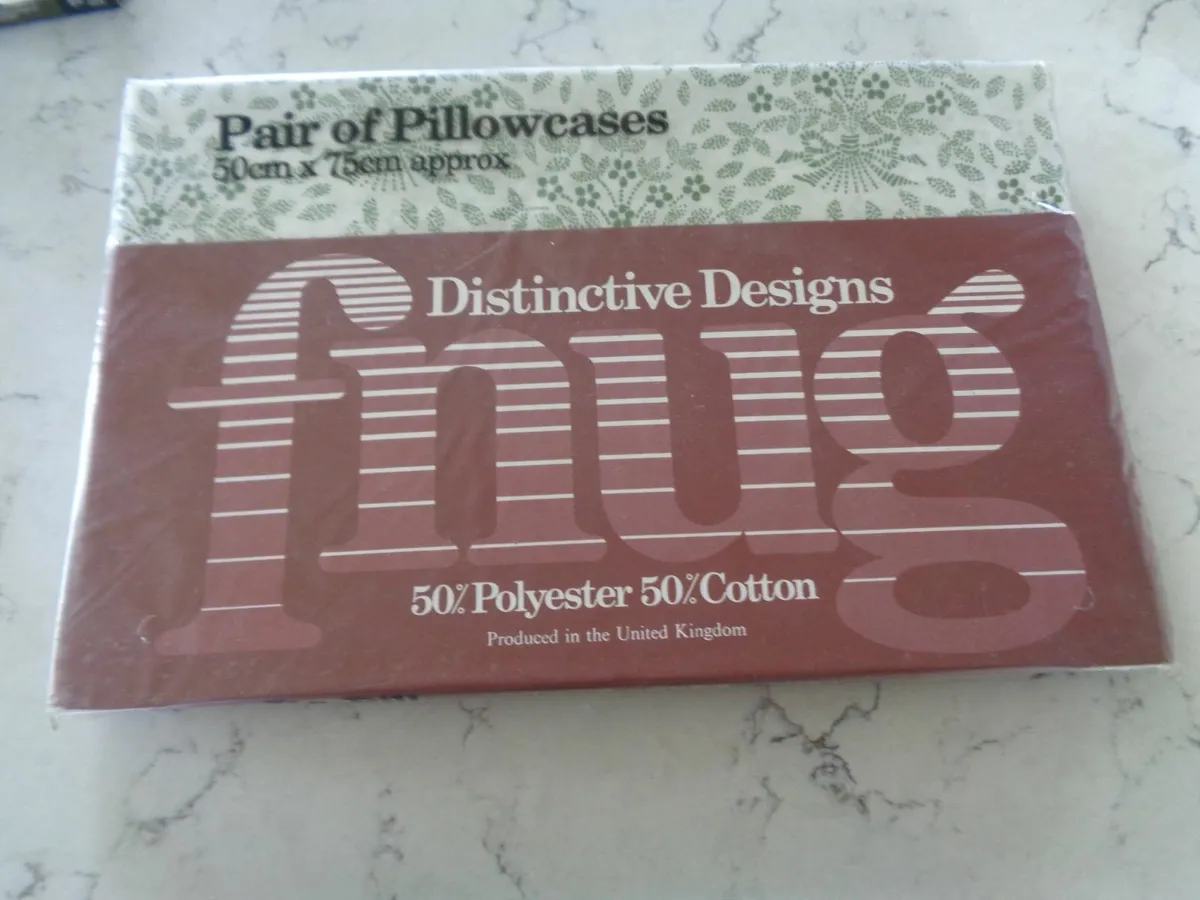 Pair of Pillowcases
50cm x 75cm approx
Distinctive Designs
fnug
50% Polyester 50% Cotton
Produced in the United Kingdom